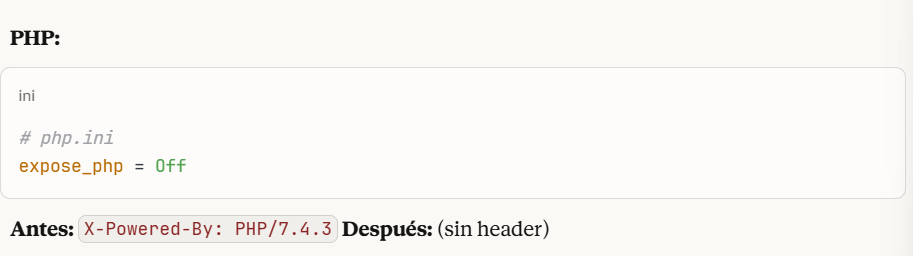 PHP:
ini
# php.ini
expose_php = Off
Antes: X-Powered-By: PHP/7.4.3 Después: (sin header)